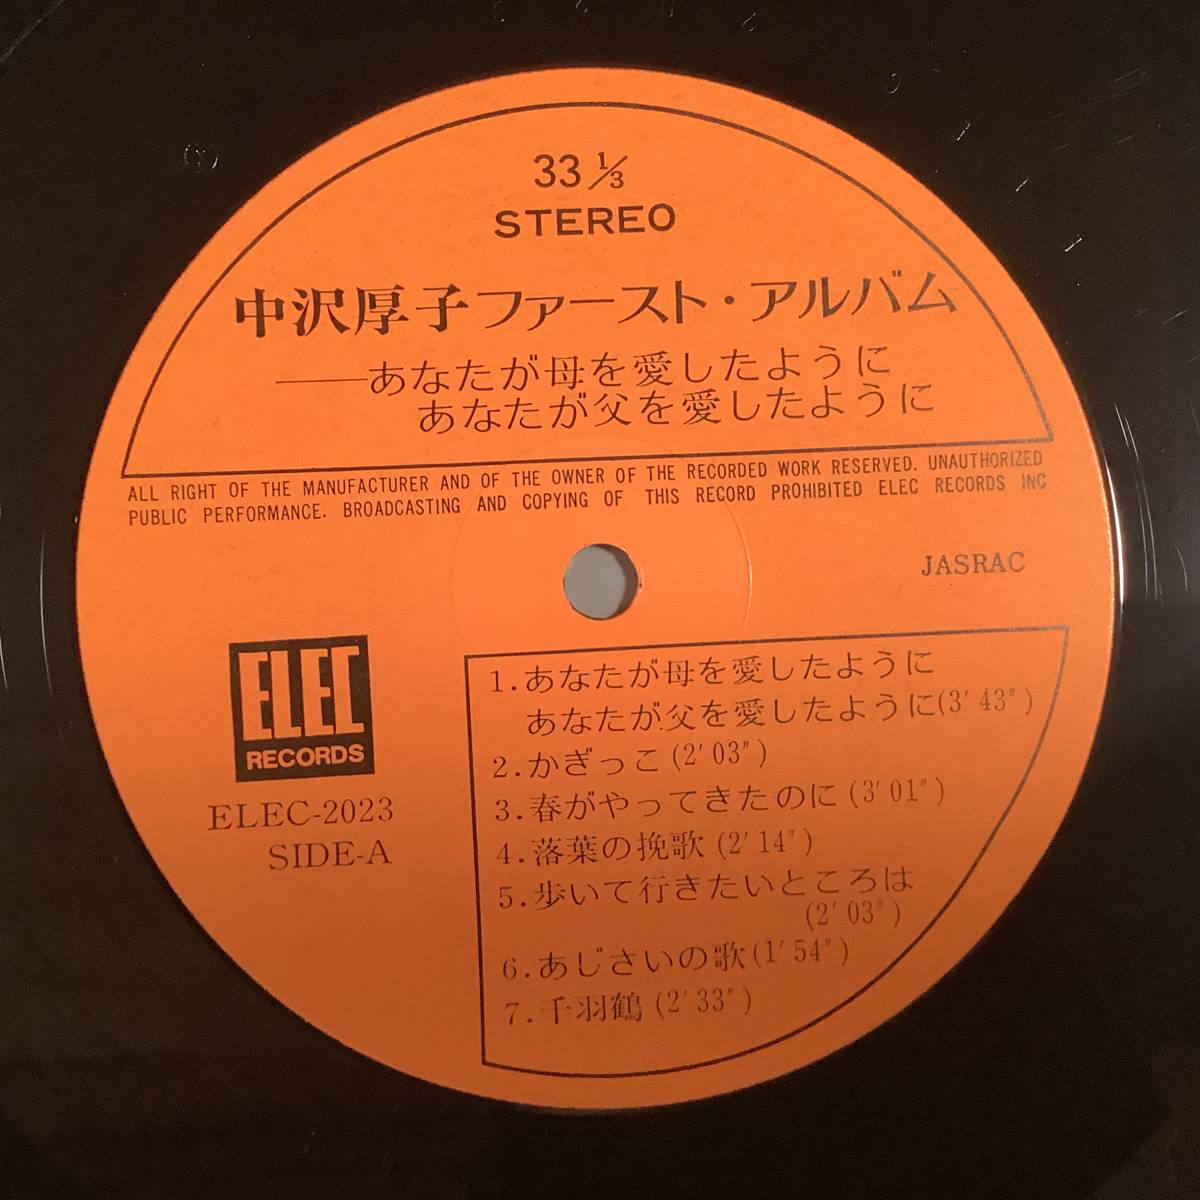 33 1/3
STEREO
中沢厚子ファースト・アルバム
——あなたが母を愛したように
あなたが父を愛したように
ALL RIGHT OF THE MANUFACTURER AND OF THE OWNER OF THE RECORDED WORK RESERVED. UNAUTHORIZED
PUBLIC PERFORMANCE. BROADCASTING AND COPYING OF THIS RECORD PROHIBITED ELEC RECORDS INC
JASRAC
ELEC
RECORDS
ELEC-2023
SIDE-A
1.あなたが母を愛したように
あなたが父を愛したように(3′43″)
2.かぎっこ(2′03″)
3.春がやってきたのに(3′01″)
4.落葉の挽歌(2′14″)
5.歩いて行きたいところは
(2′03″)
6.あじさいの歌(1′54″)
7.千羽鶴(2′33″)